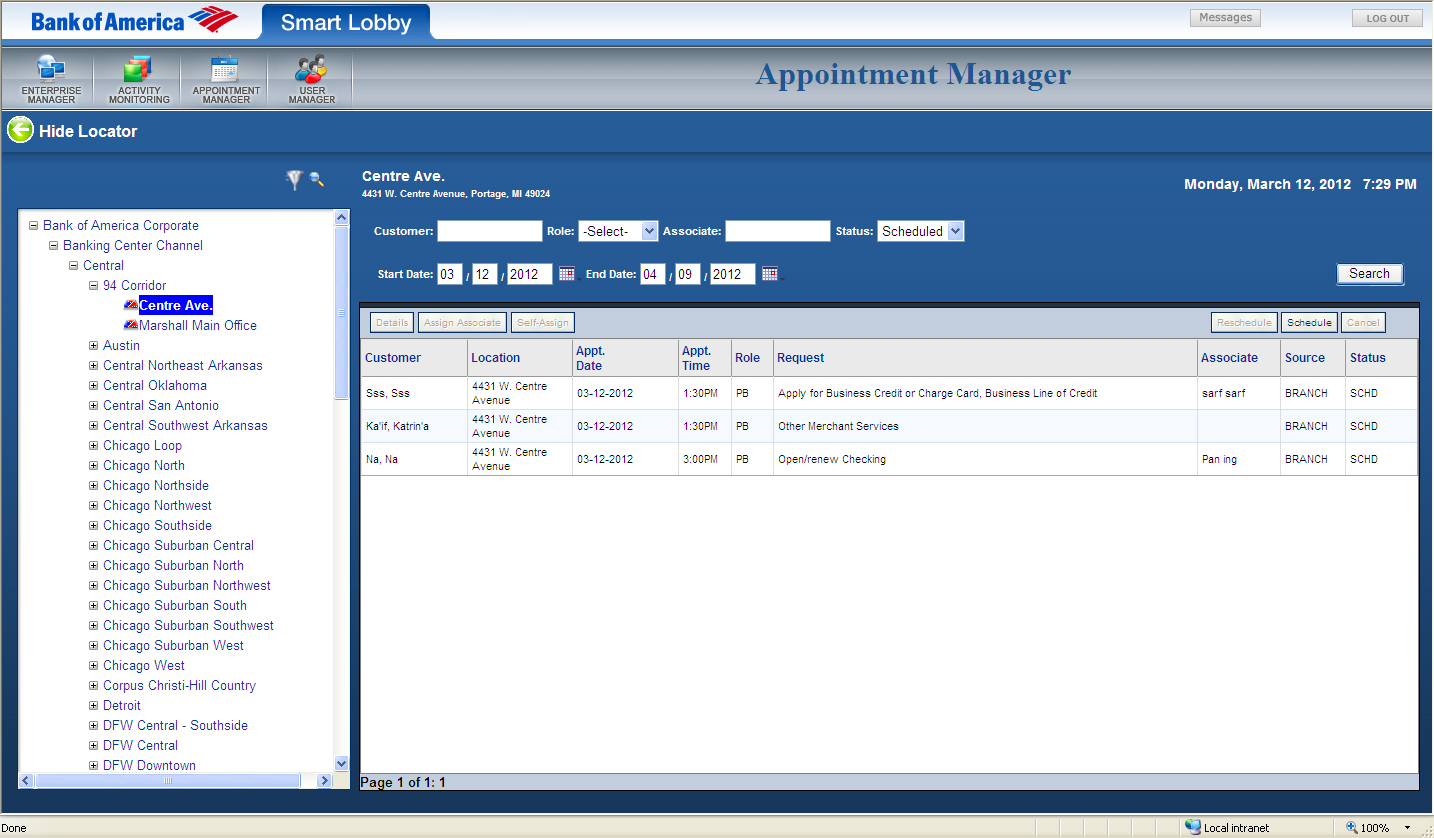 Bank of America Smart Lobby Messages LOG OUT
ENTERPRISE MANAGER ACTIVITY MONITORING APPOINTMENT MANAGER USER MANAGER Appointment Manager
Hide Locator
Centre Ave.
4431 W. Centre Avenue, Portage, MI 49024
Monday, March 12, 2012 7:29 PM
Bank of America Corporate
Banking Center Channel
Central
94 Corridor
Centre Ave.
Marshall Main Office
Austin
Central Northeast Arkansas
Central Oklahoma
Central San Antonio
Central Southwest Arkansas
Chicago Loop
Chicago North
Chicago Northside
Chicago Northwest
Chicago Southside
Chicago Suburban Central
Chicago Suburban North
Chicago Suburban Northwest
Chicago Suburban South
Chicago Suburban Southwest
Chicago Suburban West
Chicago West
Corpus Christi-Hill Country
Detroit
DFW Central - Southside
DFW Central
DFW Downtown
Customer: Role: -Select- Associate: Status: Scheduled
Start Date: 03 / 12 / 2012 End Date: 04 / 09 / 2012 Search
Details Assign Associate Self-Assign Reschedule Schedule Cancel
Customer Location Appt. Date Appt. Time Role Request Associate Source Status
Sss, Sss 4431 W. Centre Avenue 03-12-2012 1:30PM PB Apply for Business Credit or Charge Card, Business Line of Credit sarf sarf BRANCH SCHD
Ka'if, Katrin'a 4431 W. Centre Avenue 03-12-2012 1:30PM PB Other Merchant Services BRANCH SCHD
Na, Na 4431 W. Centre Avenue 03-12-2012 3:00PM PB Open/renew Checking Pan ing BRANCH SCHD
Page 1 of 1: 1
Done Local intranet 100%